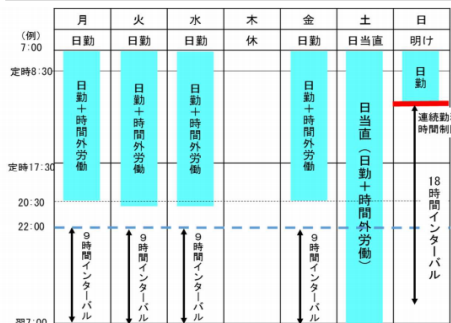 月 火 水 木 金 土 日
(例)
7:00
日勤 日勤 日勤 休 日勤 日当直 明け
定時8:30
日勤+時間外労働
日勤+時間外労働
日勤+時間外労働
日勤+時間外労働
日当直(日勤+時間外労働)
日勤
連続勤
時間制
定時17:30
20:30
22:00
9時間インターバル
9時間インターバル
9時間インターバル
9時間インターバル
18時間インターバル
翌7:00